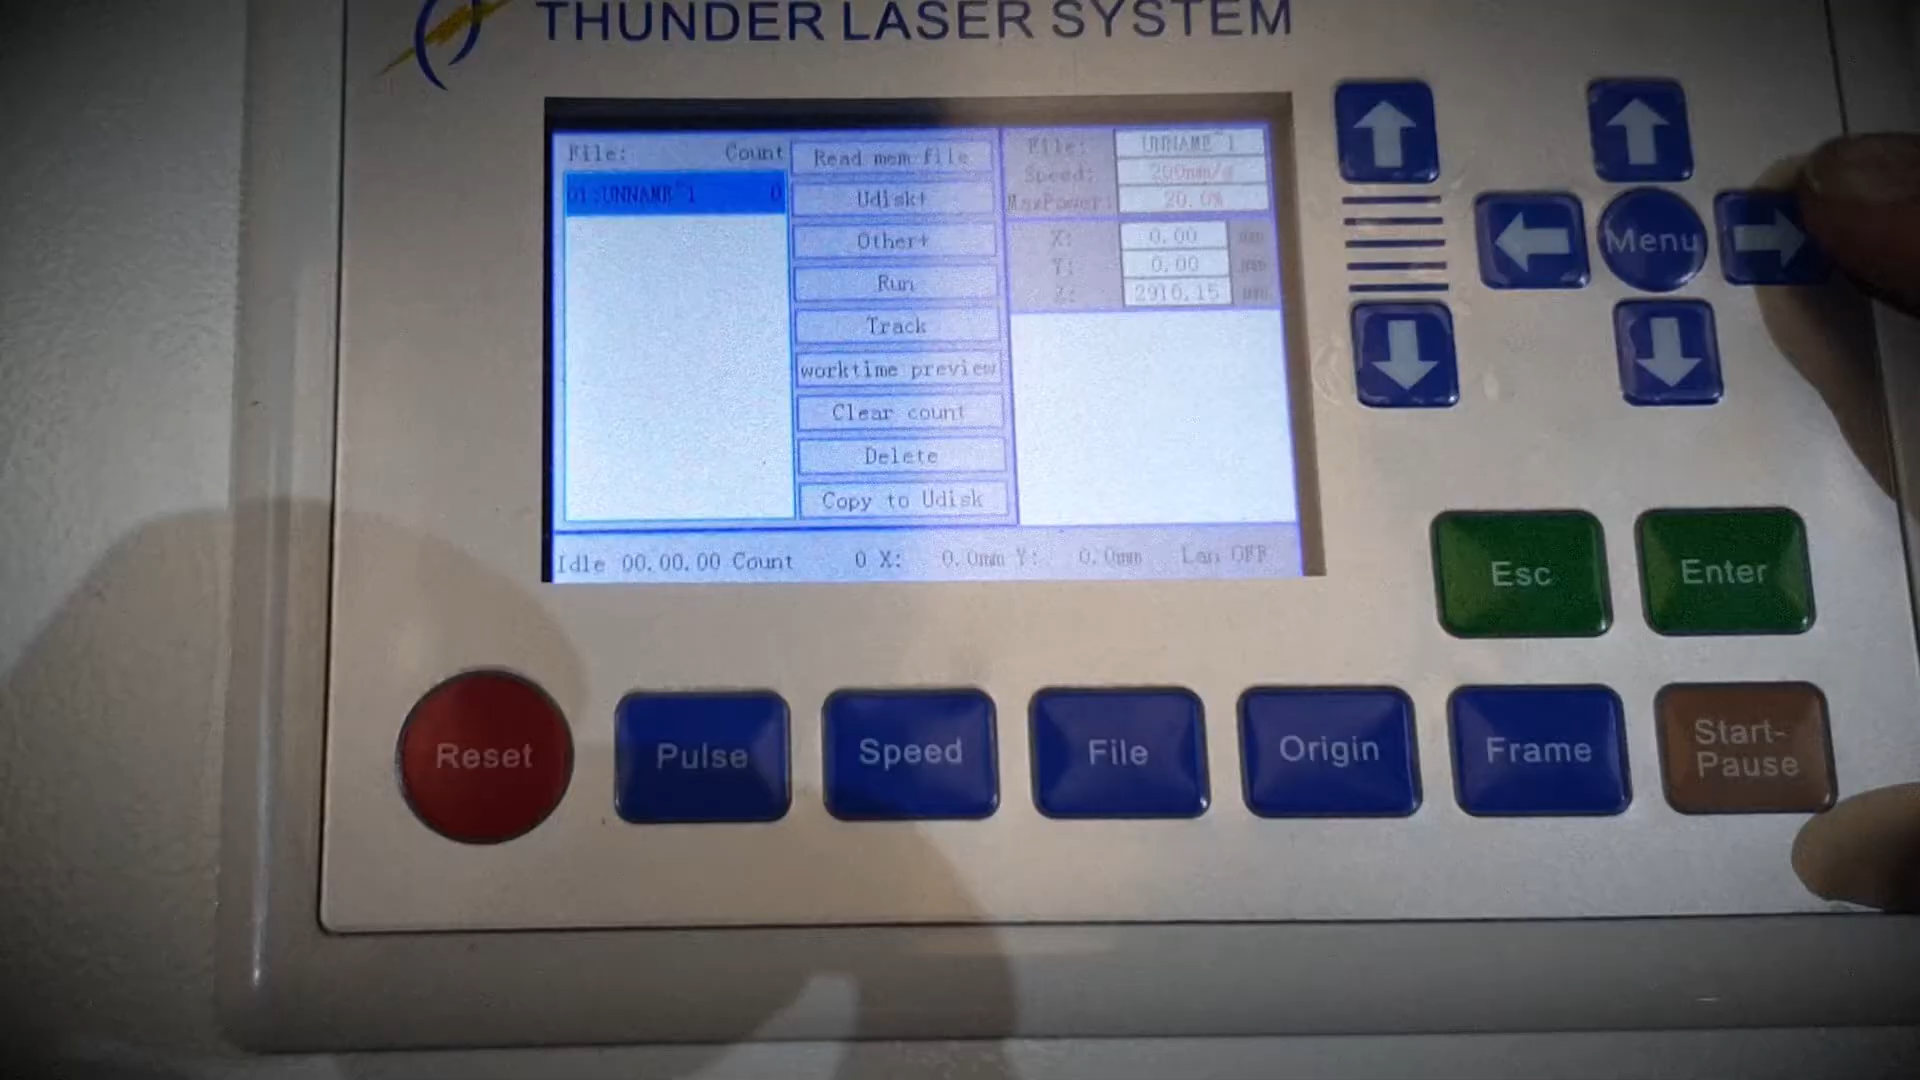 THUNDER LASER SYSTEM
File: Count
01:UNNAME~1 0
Read mem file
Udisk+
Other+
Run
Track
worktime preview
Clear count
Delete
Copy to Udisk
File: UNNAME~1
Speed: 200mm/s
MaxPower: 20.0%
X: 0.00 mm
Y: 0.00 mm
Z: 2910.15 mm
Idle 00.00.00 Count 0 X: 0.0mm Y: 0.0mm Lan OFF
Menu
Esc
Enter
Reset
Pulse
Speed
File
Origin
Frame
Start-
Pause